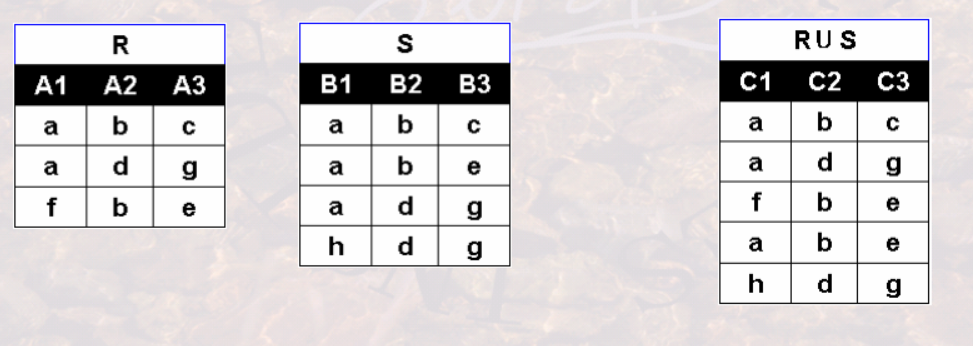 R
A1 A2 A3
a b c
a d g
f b e
S
B1 B2 B3
a b c
a b e
a d g
h d g
R U S
C1 C2 C3
a b c
a d g
f b e
a b e
h d g